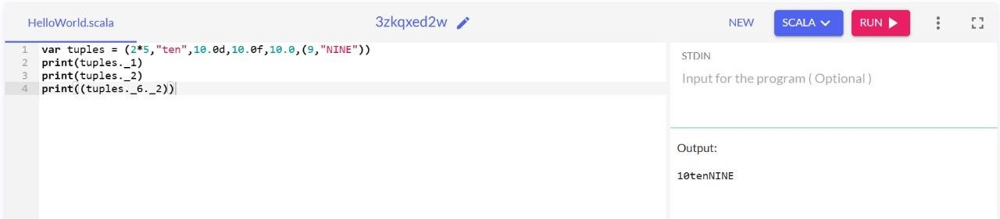 HelloWorld.scala
3zkqxed2w
NEW
SCALA
RUN
1 var tuples = (2*5,"ten",10.0d,10.0f,10.0,(9,"NINE"))
2 print(tuples._1)
3 print(tuples._2)
4 print((tuples._6._2))
STDIN
Input for the program ( Optional )
Output:
10tenNINE